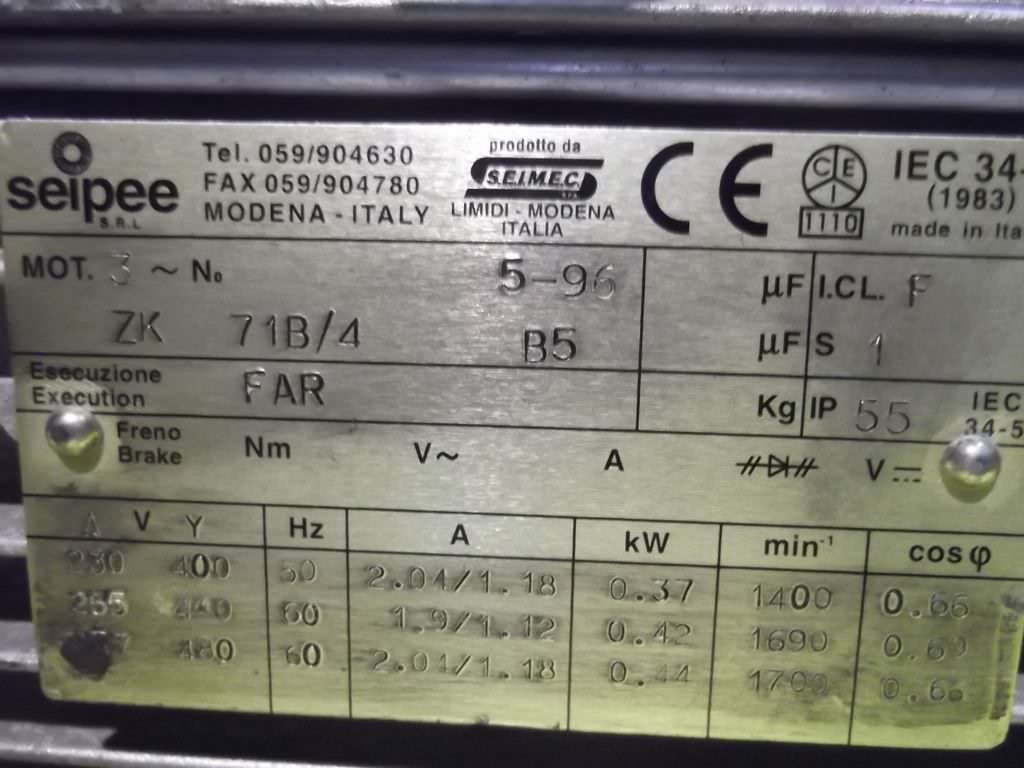 seipee
S.R.L
Tel. 059/904630
FAX 059/904780
MODENA - ITALY
prodotto da
S.E.I.M.E.C.
LIMIDI - MODENA
ITALIA
CE
CEI
1110
IEC 34-
(1983)
made in Ita
MOT. 3 ~ No 5-96 µF I.CL. F
ZK 71B/4 B5 µF S 1
Esecuzione
Execution FAR Kg IP 55 IEC
34-5
Freno
Brake Nm V~ A V
V Y Hz A kW min-1 cos φ
230 400 50 2.04/1.18 0.37 1400 0.66
1.9/1.12 60 0.42 1690
480 60 2.01/1.18 0.44 1700